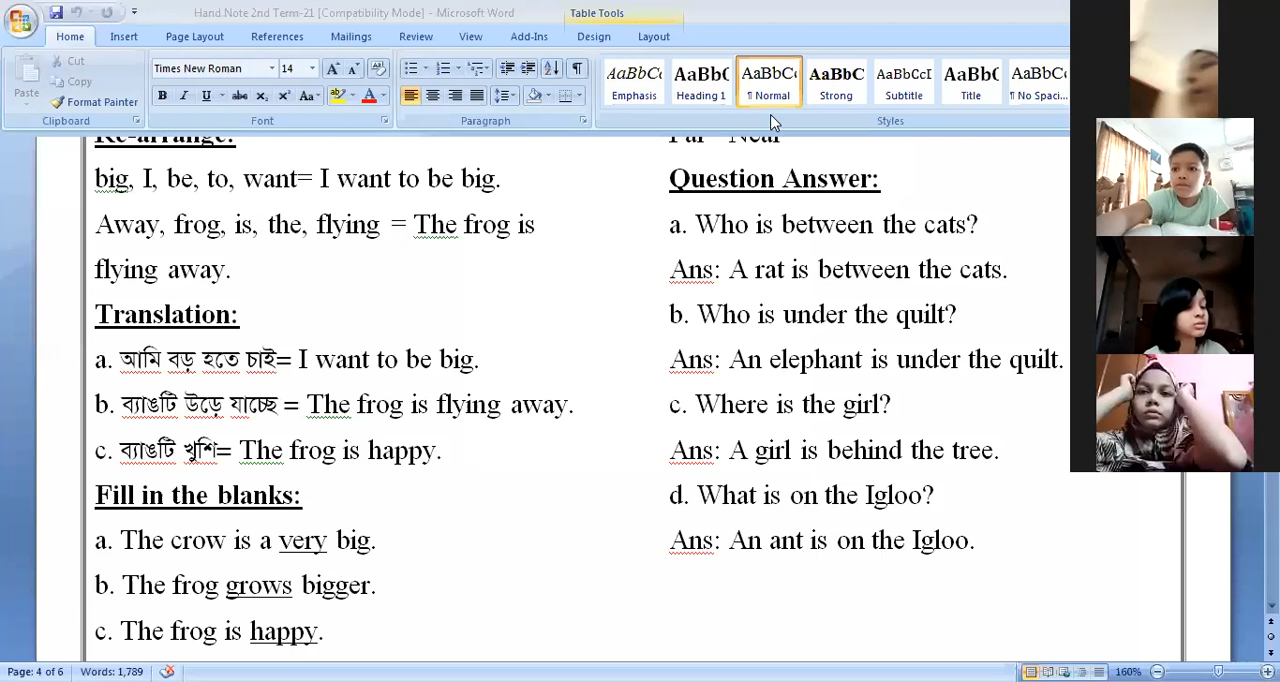 Hand Note 2nd Term-21 [Compatibility Mode] - Microsoft Word
Table Tools
Home Insert Page Layout References Mailings Review View Add-Ins Design Layout
Cut
Copy
Paste
Format Painter
Clipboard
Times New Roman 14
Font
Paragraph
AaBbCc AaBbC AaBbCc AaBbC AaBbCcI AaBb( AaBbCc
Emphasis Heading 1 ¶ Normal Strong Subtitle Title ¶ No Spaci...
Styles
Re-arrange:
big, I, be, to, want= I want to be big.
Away, frog, is, the, flying = The frog is
flying away.
Translation:
a. আমি বড় হতে চাই= I want to be big.
b. ব্যাঙটি উড়ে যাচ্ছে = The frog is flying away.
c. ব্যাঙটি খুশি= The frog is happy.
Fill in the blanks:
a. The crow is a very big.
b. The frog grows bigger.
c. The frog is happy.
Far - Near
Question Answer:
a. Who is between the cats?
Ans: A rat is between the cats.
b. Who is under the quilt?
Ans: An elephant is under the quilt.
c. Where is the girl?
Ans: A girl is behind the tree.
d. What is on the Igloo?
Ans: An ant is on the Igloo.
Page: 4 of 6 Words: 1,789 160%